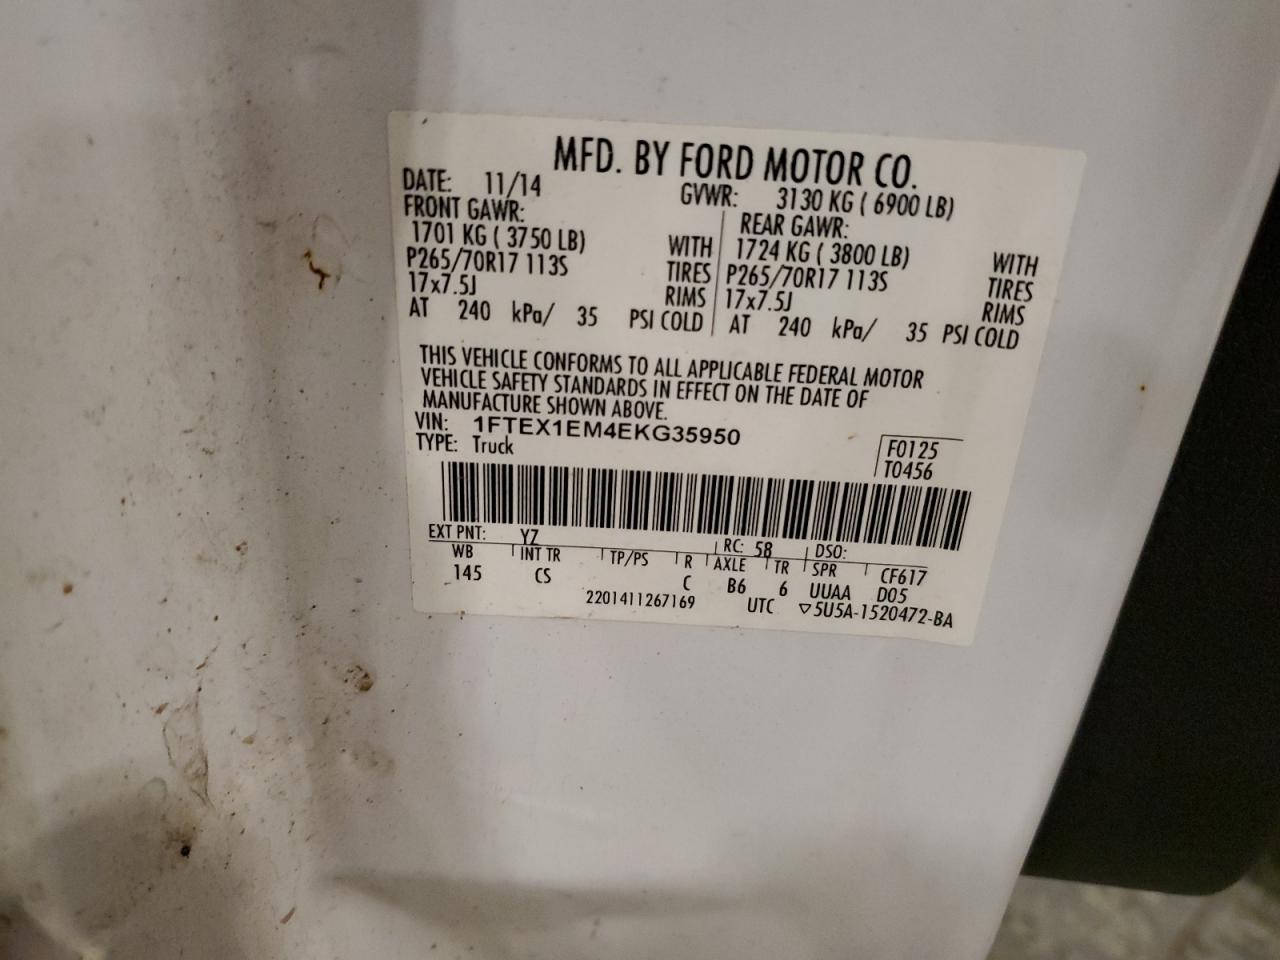 MFD. BY FORD MOTOR CO.
DATE: 11/14 GVWR: 3130 KG ( 6900 LB)
FRONT GAWR: REAR GAWR:
1701 KG ( 3750 LB) WITH 1724 KG ( 3800 LB) WITH
P265/70R17 113S TIRES P265/70R17 113S TIRES
17x7.5J RIMS 17x7.5J RIMS
AT 240 kPa/ 35 PSI COLD AT 240 kPa/ 35 PSI COLD
THIS VEHICLE CONFORMS TO ALL APPLICABLE FEDERAL MOTOR
VEHICLE SAFETY STANDARDS IN EFFECT ON THE DATE OF
MANUFACTURE SHOWN ABOVE.
VIN: 1FTEX1EM4EKG35950
TYPE: Truck
F0125
T0456
EXT PNT: YZ RC: 58 DSO:
WB INT TR TP/PS R AXLE TR SPR CF617
145 CS C B6 6 UUAA D05
2201411267169 UTC ▽5U5A-1520472-BA